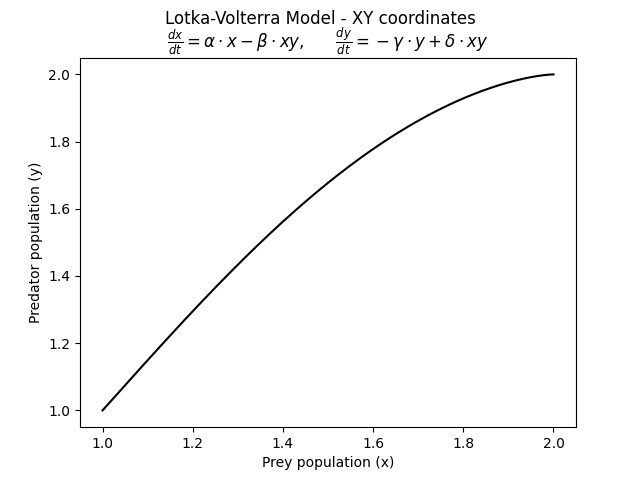 Lotka-Volterra Model - XY coordinates
dx/dt = α · x − β · xy,  dy/dt = −γ · y + δ · xy
2.0
1.8
1.6
1.4
1.2
1.0
Predator population (y)
1.0 1.2 1.4 1.6 1.8 2.0
Prey population (x)